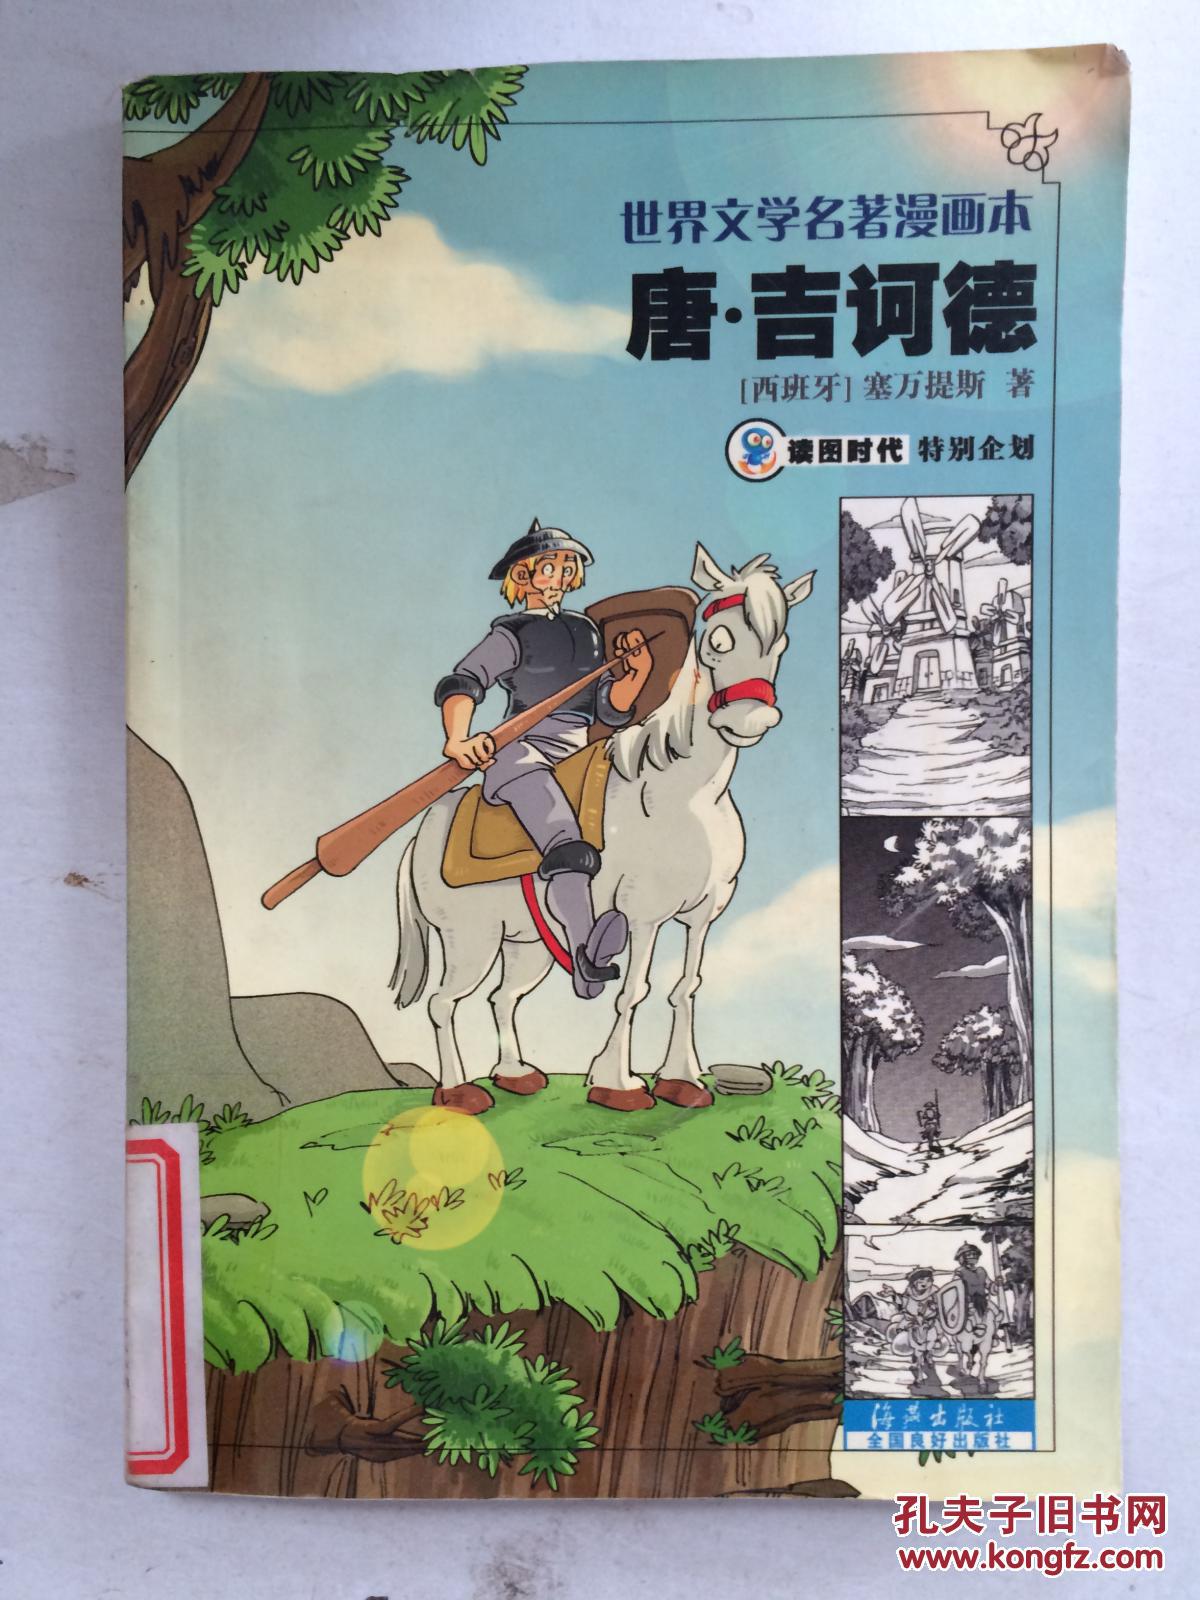 世界文学名著漫画本
唐·吉诃德
[西班牙] 塞万提斯 著
读图时代 特别企划
海燕出版社
全国良好出版社
孔夫子旧书网
www.kongfz.com